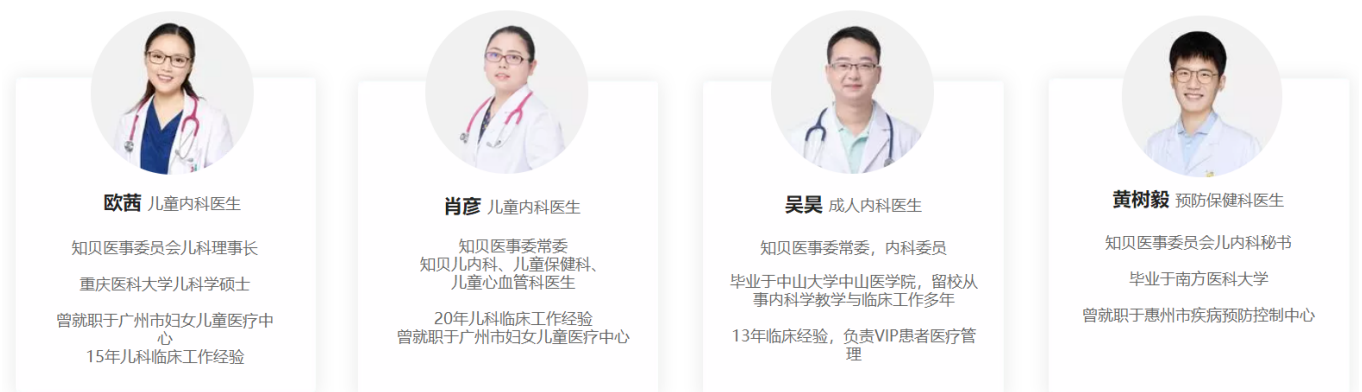 欧茜 儿童内科医生
知贝医事委员会儿科理事长
重庆医科大学儿科学硕士
曾就职于广州市妇女儿童医疗中
心
15年儿科临床工作经验
肖彦 儿童内科医生
知贝医事委常委
知贝儿内科、儿童保健科、
儿童心血管科医生
20年儿科临床工作经验
曾就职于广州市妇女儿童医疗中心
吴昊 成人内科医生
知贝医事委常委，内科委员
毕业于中山大学中山医学院，留校从
事内科学教学与临床工作多年
13年临床经验，负责VIP患者医疗管
理
黄树毅 预防保健科医生
知贝医事委员会儿内科秘书
毕业于南方医科大学
曾就职于惠州市疾病预防控制中心